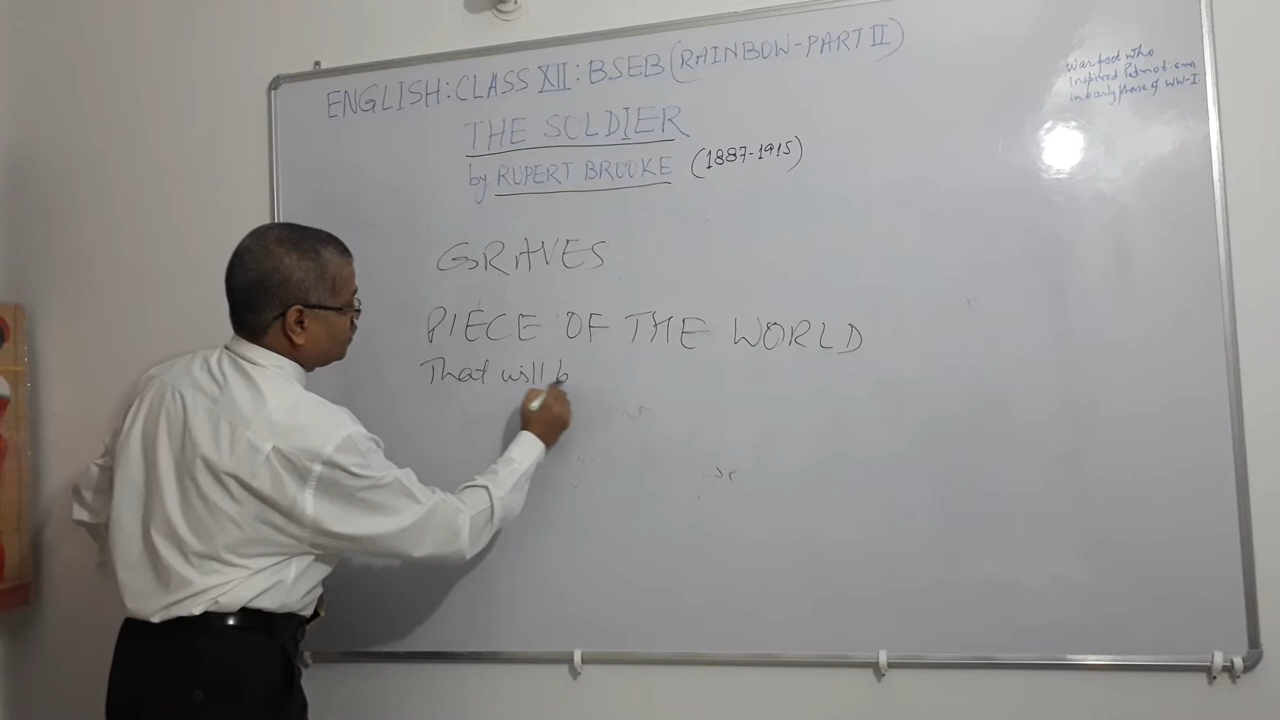 ENGLISH: CLASS XII: BSEB (RAINBOW-PART II)
THE SOLDIER
by RUPERT BROOKE (1887-1915)
War poet who
inspired Patriotism
in early phase of WW-I
GRAVES
PIECE OF THE WORLD
That will b